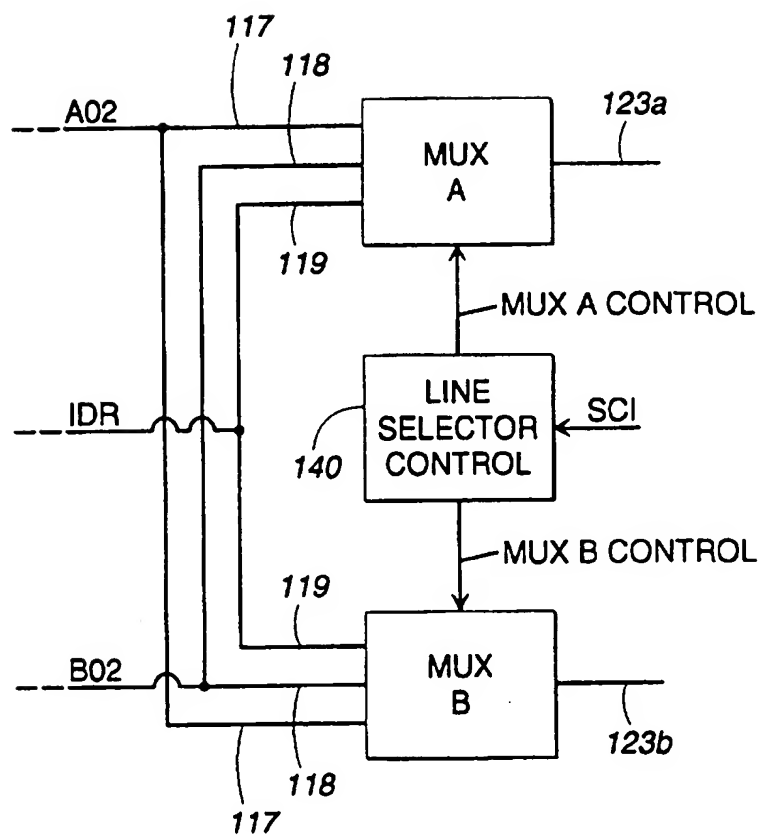 117
118
A02
MUX
A
123a
119
MUX A CONTROL
IDR
LINE
SELECTOR
CONTROL
SCI
140
MUX B CONTROL
119
B02
MUX
B
118
123b
117